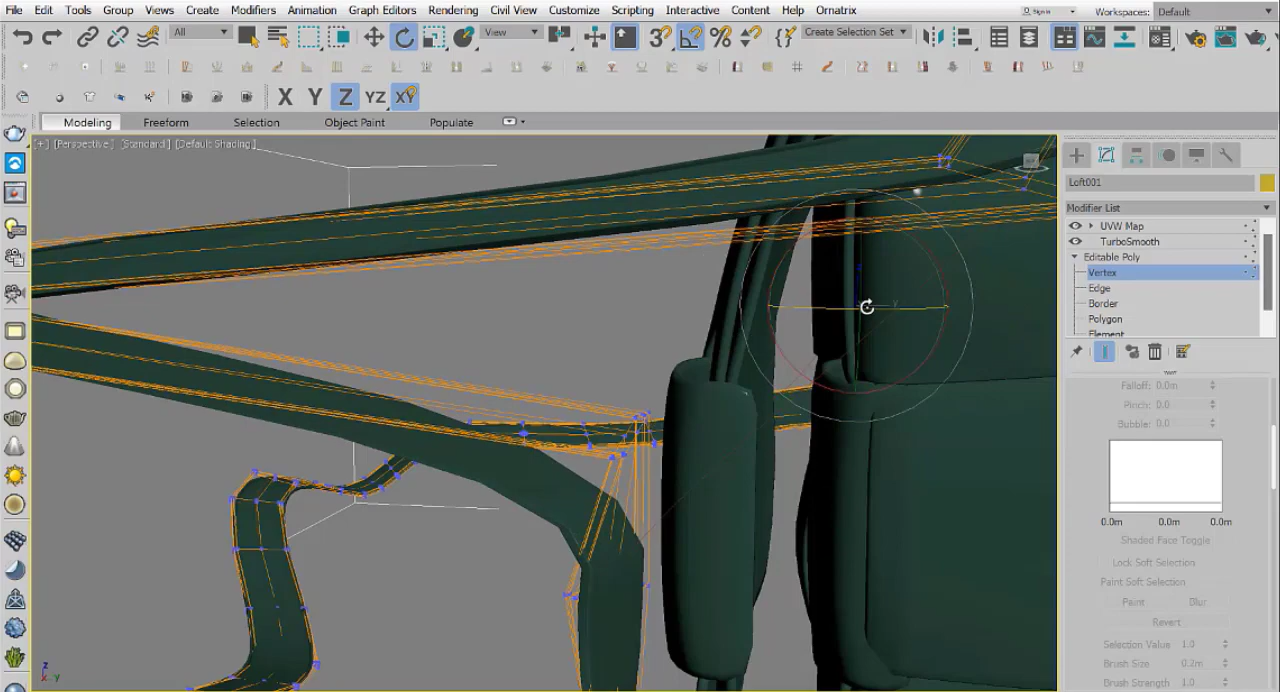 File Edit Tools Group Views Create Modifiers Animation Graph Editors Rendering Civil View Customize Scripting Interactive Content Help Ornatrix Sign In Workspaces: Default
All View Create Selection Set
X Y Z YZ XY
Modeling Freeform Selection Object Paint Populate
[+] [Perspective] [Standard] [Default Shading]
Loft001
Modifier List
UVW Map
TurboSmooth
Editable Poly
Vertex
Edge
Border
Polygon
Element
Falloff: 0.0m
Pinch: 0.0
Bubble: 0.0
0.0m 0.0m 0.0m
Shaded Face Toggle
Lock Soft Selection
Paint Soft Selection
Paint Blur
Revert
Selection Value 1.0
Brush Size 0.2m
Brush Strength 1.0
Y
z
x y